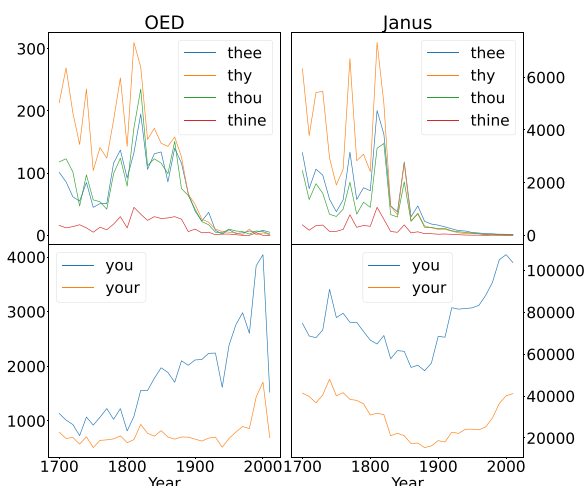 OED Janus
300
200
100
0
thee
thy
thou
thine
thee
thy
thou
thine
6000
4000
2000
0
4000
3000
2000
1000
you
your
you
your
100000
80000
60000
40000
20000
1700 1800 1900 2000 1700 1800 1900 2000
Year Year